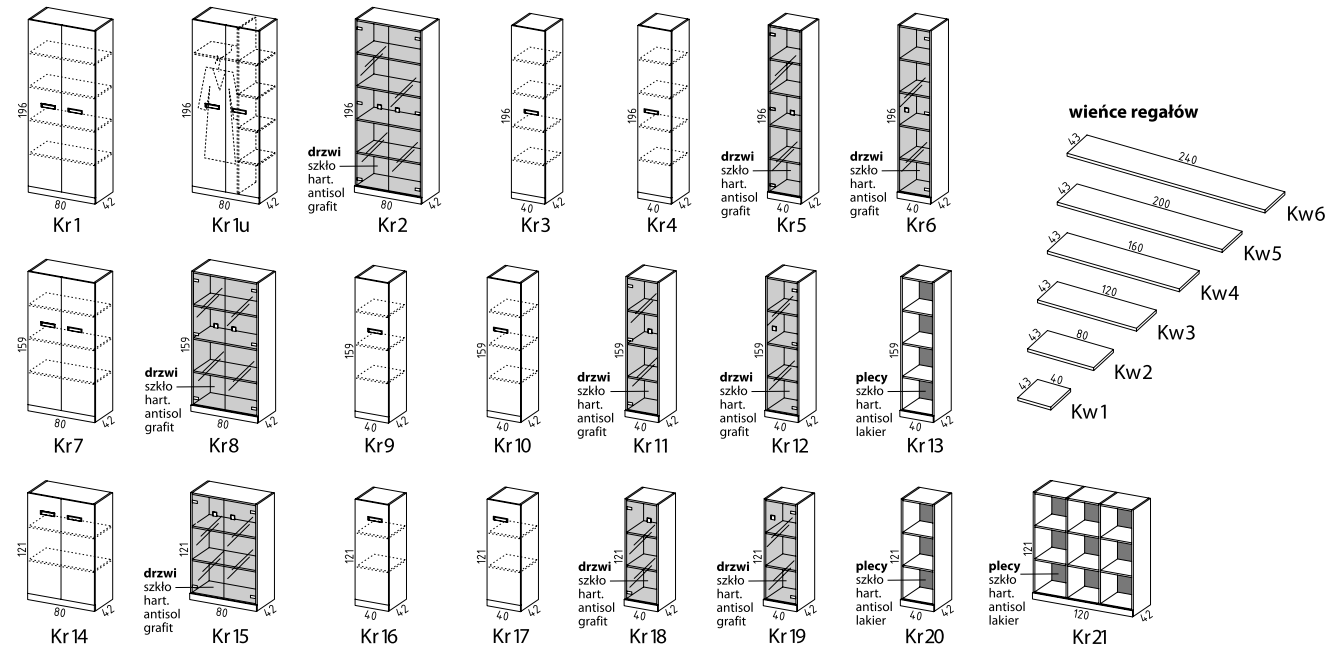 196
80
42
Kr1
196
80
42
Kr1u
196
drzwi
szkło
hart.
antisol
grafit
80
42
Kr2
196
40
42
Kr3
196
40
42
Kr4
196
drzwi
szkło
hart.
antisol
grafit
40
42
Kr5
196
drzwi
szkło
hart.
antisol
grafit
40
42
Kr6
159
80
42
Kr7
159
drzwi
szkło
hart.
antisol
grafit
80
42
Kr8
159
40
42
Kr9
159
40
42
Kr10
159
drzwi
szkło
hart.
antisol
grafit
40
42
Kr11
159
drzwi
szkło
hart.
antisol
grafit
40
42
Kr12
159
plecy
szkło
hart.
antisol
lakier
40
42
Kr13
wieńce regałów
43
240
Kw6
43
200
Kw5
43
160
Kw4
43
120
Kw3
43
80
Kw2
43
40
Kw1
121
80
42
Kr14
121
drzwi
szkło
hart.
antisol
grafit
80
42
Kr15
121
40
42
Kr16
121
40
42
Kr17
121
drzwi
szkło
hart.
antisol
grafit
40
42
Kr18
121
drzwi
szkło
hart.
antisol
grafit
40
42
Kr19
121
plecy
szkło
hart.
antisol
lakier
40
42
Kr20
121
plecy
szkło
hart.
antisol
lakier
120
42
Kr21